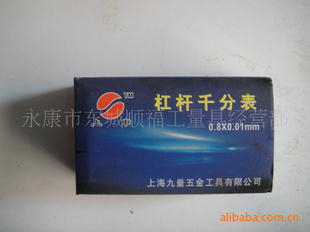 TM
杠杆千分表
0.8X0.01mm
永康市东城顺福工量具经营部
上海九量五金工具有限公司
alibaba.com.cn